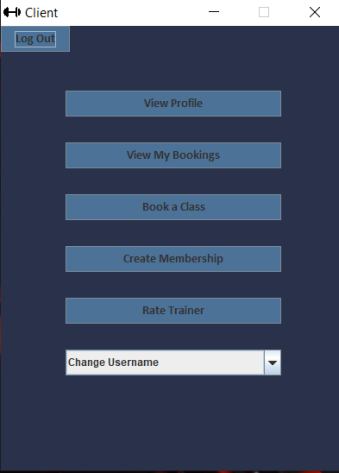 Client
Log Out
View Profile
View My Bookings
Book a Class
Create Membership
Rate Trainer
Change Username